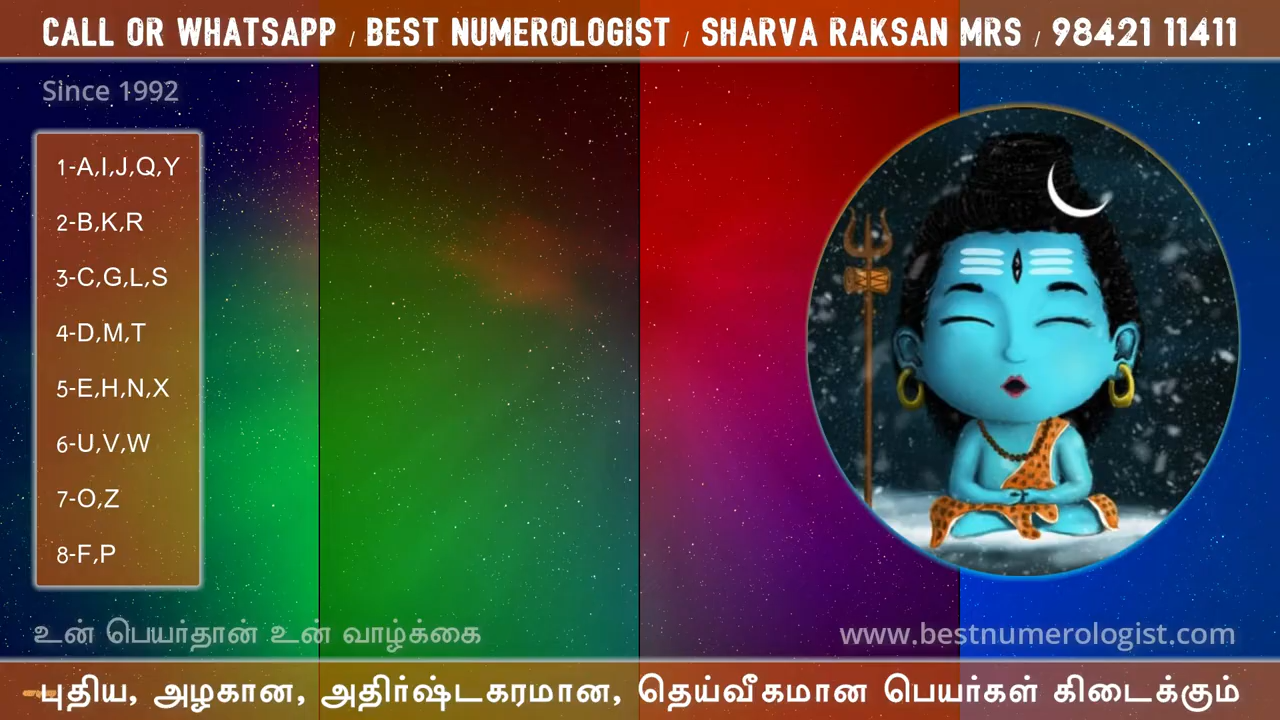 CALL OR WHATSAPP / BEST NUMEROLOGIST / SHARVA RAKSAN MRS / 98421 11411
Since 1992
1-A,I,J,Q,Y
2-B,K,R
3-C,G,L,S
4-D,M,T
5-E,H,N,X
6-U,V,W
7-O,Z
8-F,P
உன் பெயர்தான் உன் வாழ்க்கை
www.bestnumerologist.com
புதிய, அழகான, அதிர்ஷ்டகரமான, தெய்வீகமான பெயர்கள் கிடைக்கும்